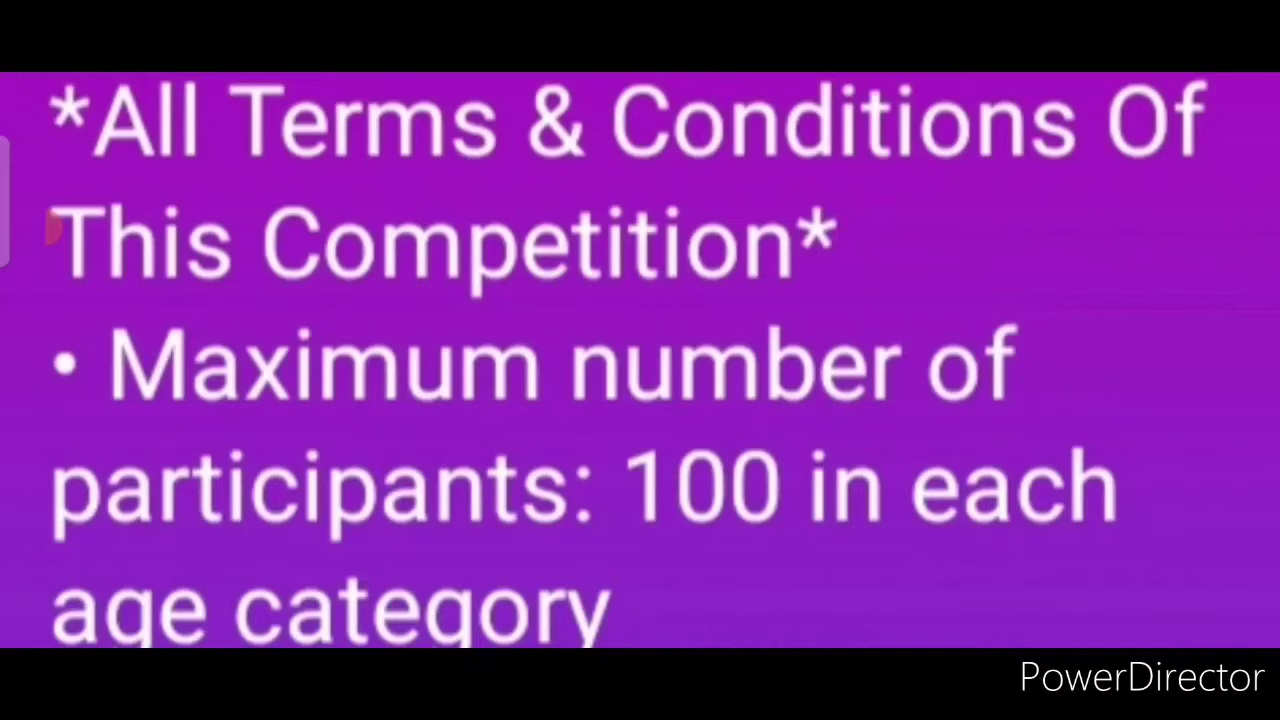 *All Terms & Conditions Of
This Competition*
• Maximum number of
participants: 100 in each
age category
PowerDirector